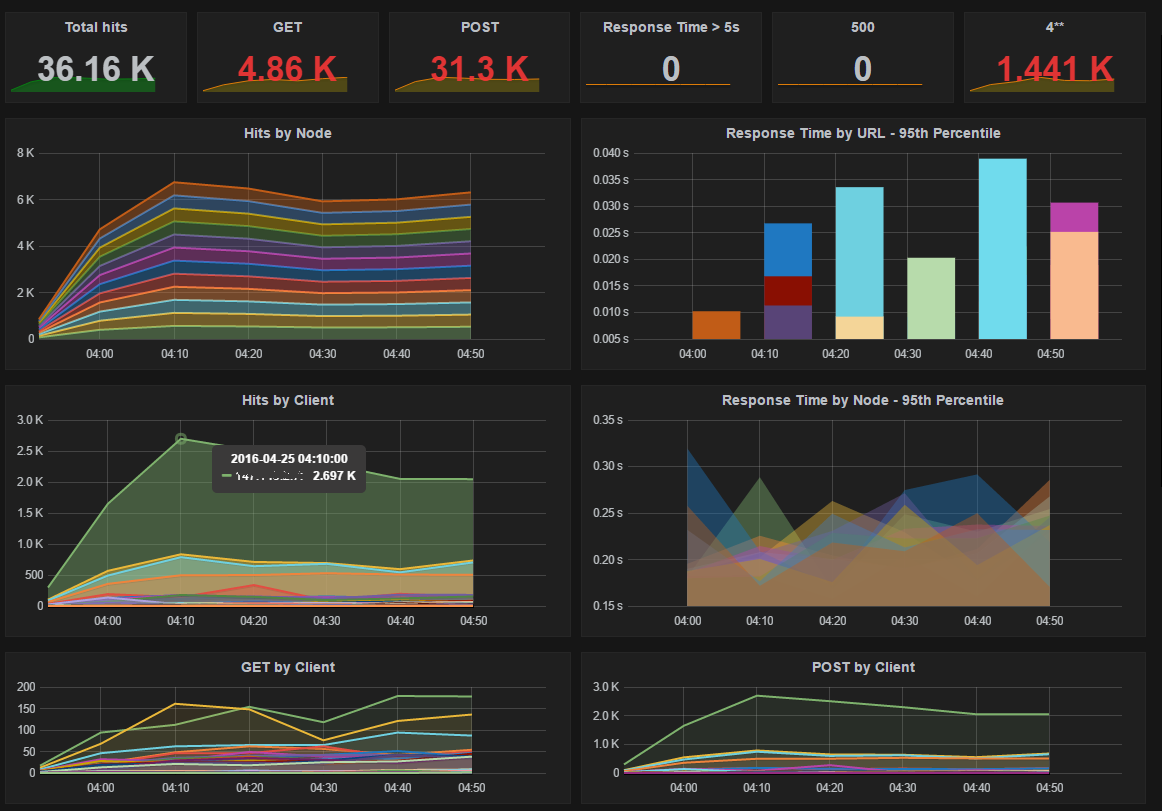 Total hits
36.16 K
GET
4.86 K
POST
31.3 K
Response Time > 5s
0
500
0
4**
1.441 K
Hits by Node
8 K
6 K
4 K
2 K
0
04:00 04:10 04:20 04:30 04:40 04:50
Response Time by URL - 95th Percentile
0.040 s
0.035 s
0.030 s
0.025 s
0.020 s
0.015 s
0.010 s
0.005 s
04:00 04:10 04:20 04:30 04:40 04:50
Hits by Client
3.0 K
2.5 K
2.0 K
1.5 K
1.0 K
500
0
04:00 04:10 04:20 04:30 04:40 04:50
2016-04-25 04:10:00
2.697 K
Response Time by Node - 95th Percentile
0.35 s
0.30 s
0.25 s
0.20 s
0.15 s
04:00 04:10 04:20 04:30 04:40 04:50
GET by Client
200
150
100
50
0
04:00 04:10 04:20 04:30 04:40 04:50
POST by Client
3.0 K
2.0 K
1.0 K
0
04:00 04:10 04:20 04:30 04:40 04:50